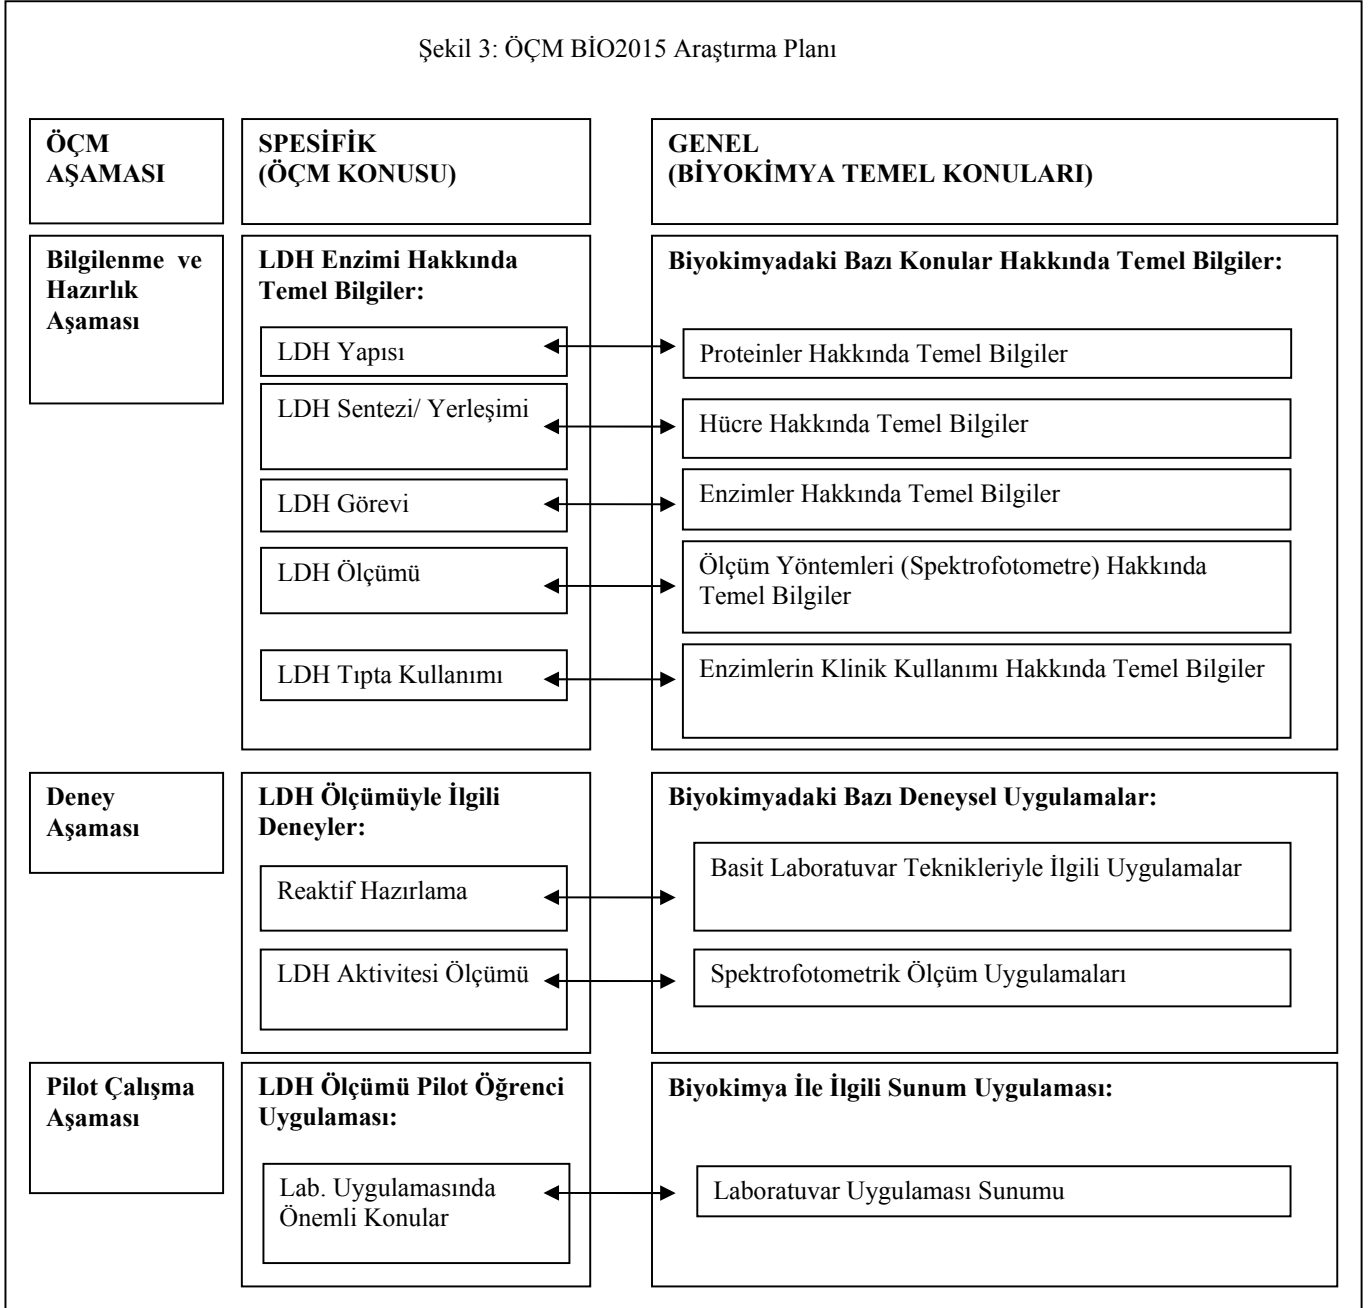 Şekil 3: ÖÇM BİO2015 Araştırma Planı
ÖÇM
AŞAMASI
SPESİFİK
(ÖÇM KONUSU)
GENEL
(BİYOKİMYA TEMEL KONULARI)
Bilgilenme ve
Hazırlık
Aşaması
LDH Enzimi Hakkında
Temel Bilgiler:
Biyokimyadaki Bazı Konular Hakkında Temel Bilgiler:
LDH Yapısı
Proteinler Hakkında Temel Bilgiler
LDH Sentezi/ Yerleşimi
Hücre Hakkında Temel Bilgiler
LDH Görevi
Enzimler Hakkında Temel Bilgiler
LDH Ölçümü
Ölçüm Yöntemleri (Spektrofotometre) Hakkında
Temel Bilgiler
LDH Tıpta Kullanımı
Enzimlerin Klinik Kullanımı Hakkında Temel Bilgiler
Deney
Aşaması
LDH Ölçümüyle İlgili
Deneyler:
Biyokimyadaki Bazı Deneysel Uygulamalar:
Reaktif Hazırlama
Basit Laboratuvar Teknikleriyle İlgili Uygulamalar
LDH Aktivitesi Ölçümü
Spektrofotometrik Ölçüm Uygulamaları
Pilot Çalışma
Aşaması
LDH Ölçümü Pilot Öğrenci
Uygulaması:
Biyokimya İle İlgili Sunum Uygulaması:
Lab. Uygulamasında
Önemli Konular
Laboratuvar Uygulaması Sunumu